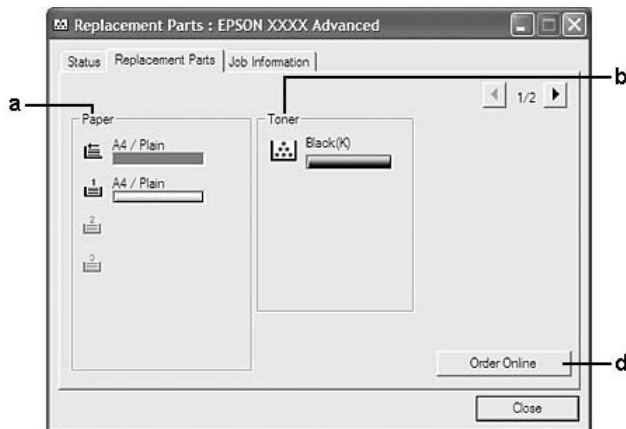 Replacement Parts : EPSON XXXX Advanced
Status Replacement Parts Job Information
b
1/2
a
Paper
Toner
A4 / Plain
Black(K)
1
A4 / Plain
2
3
Order Online
d
Close